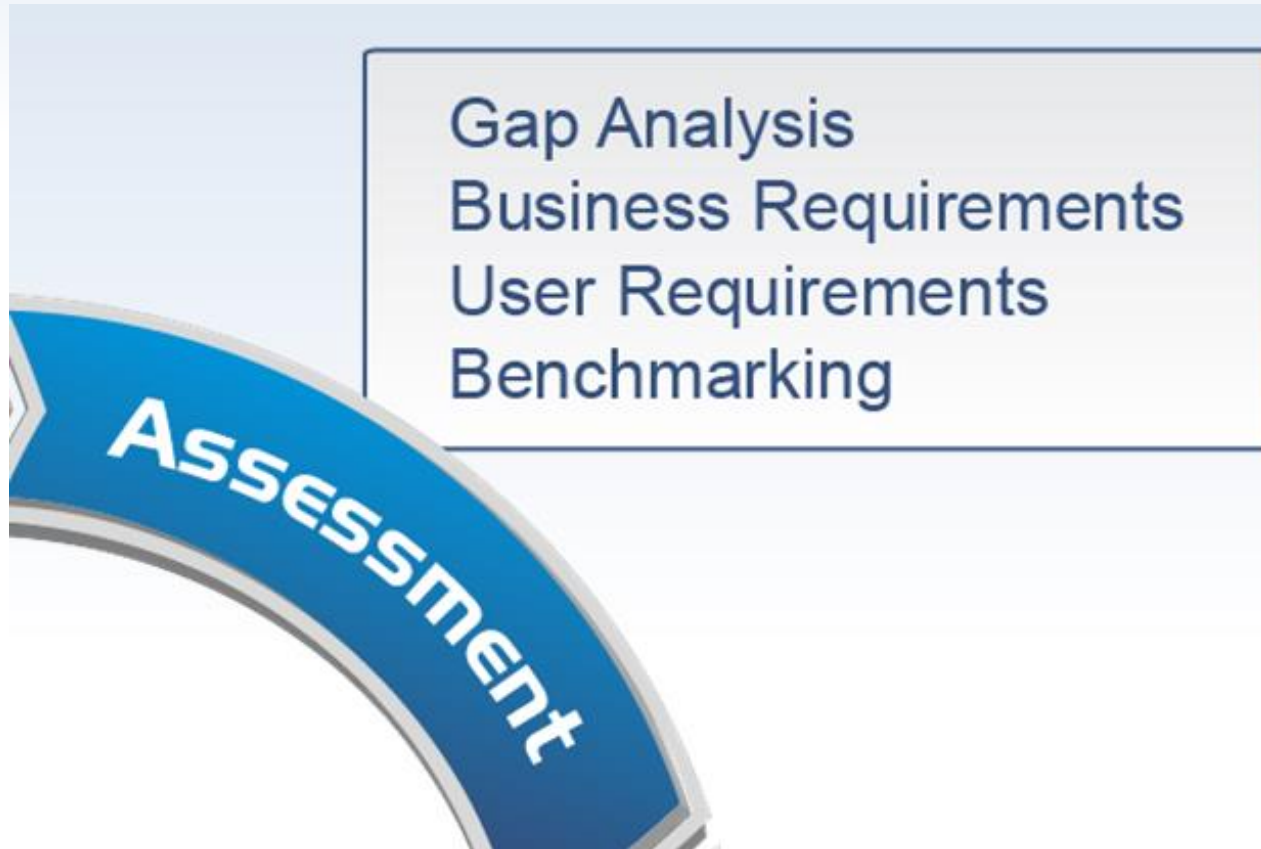 Gap Analysis
Business Requirements
User Requirements
Benchmarking
Assessment